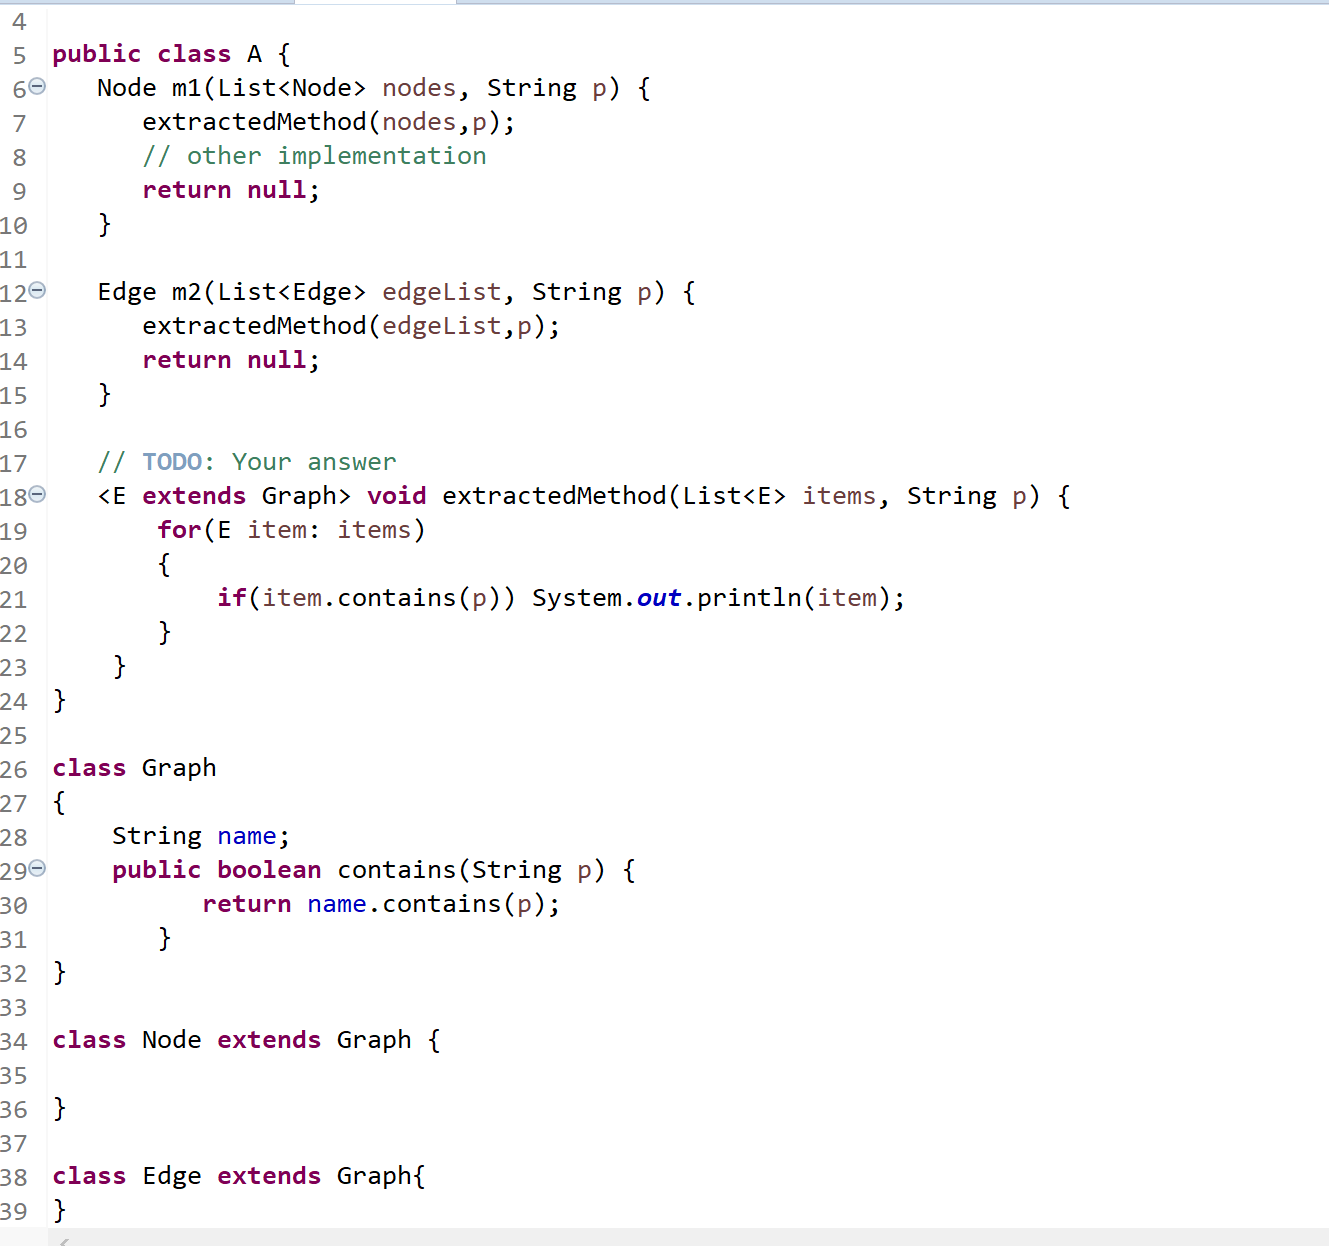 4
5 public class A {
6    Node m1(List<Node> nodes, String p) {
7       extractedMethod(nodes,p);
8       // other implementation
9       return null;
10    }
11
12    Edge m2(List<Edge> edgeList, String p) {
13       extractedMethod(edgeList,p);
14       return null;
15    }
16
17    // TODO: Your answer
18    <E extends Graph> void extractedMethod(List<E> items, String p) {
19        for(E item: items)
20        {
21            if(item.contains(p)) System.out.println(item);
22        }
23     }
24 }
25
26 class Graph
27 {
28     String name;
29     public boolean contains(String p) {
30           return name.contains(p);
31        }
32 }
33
34 class Node extends Graph {
35
36 }
37
38 class Edge extends Graph{
39 }